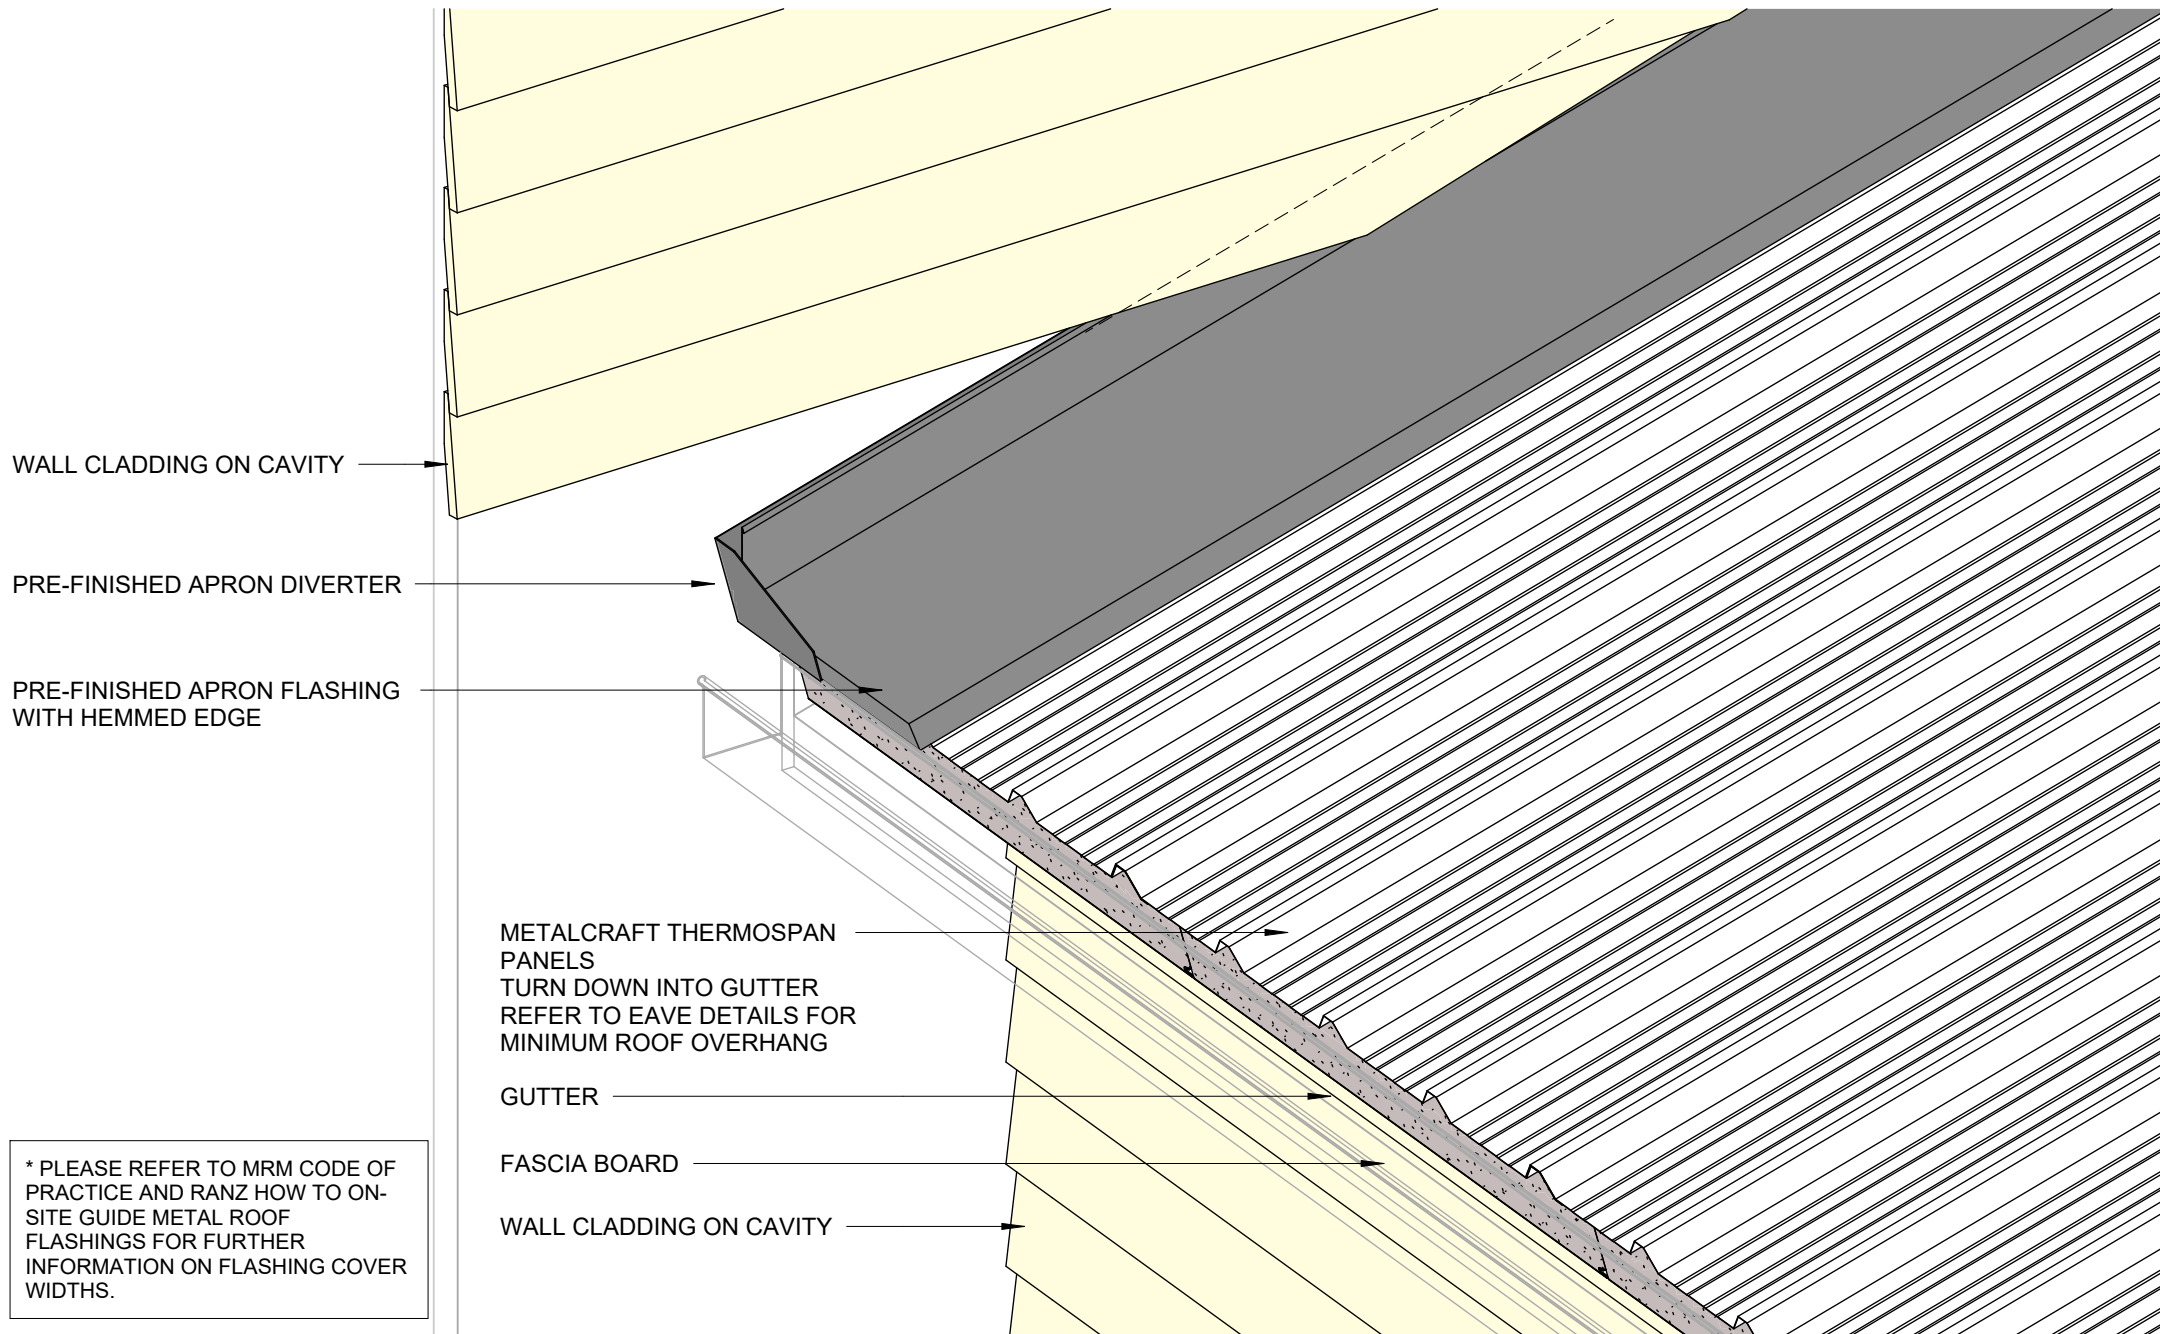 WALL CLADDING ON CAVITY
PRE-FINISHED APRON DIVERTER
PRE-FINISHED APRON FLASHING
WITH HEMMED EDGE
METALCRAFT THERMOSPAN
PANELS
TURN DOWN INTO GUTTER
REFER TO EAVE DETAILS FOR
MINIMUM ROOF OVERHANG
GUTTER
FASCIA BOARD
WALL CLADDING ON CAVITY
* PLEASE REFER TO MRM CODE OF
PRACTICE AND RANZ HOW TO ON-
SITE GUIDE METAL ROOF
FLASHINGS FOR FURTHER
INFORMATION ON FLASHING COVER
WIDTHS.